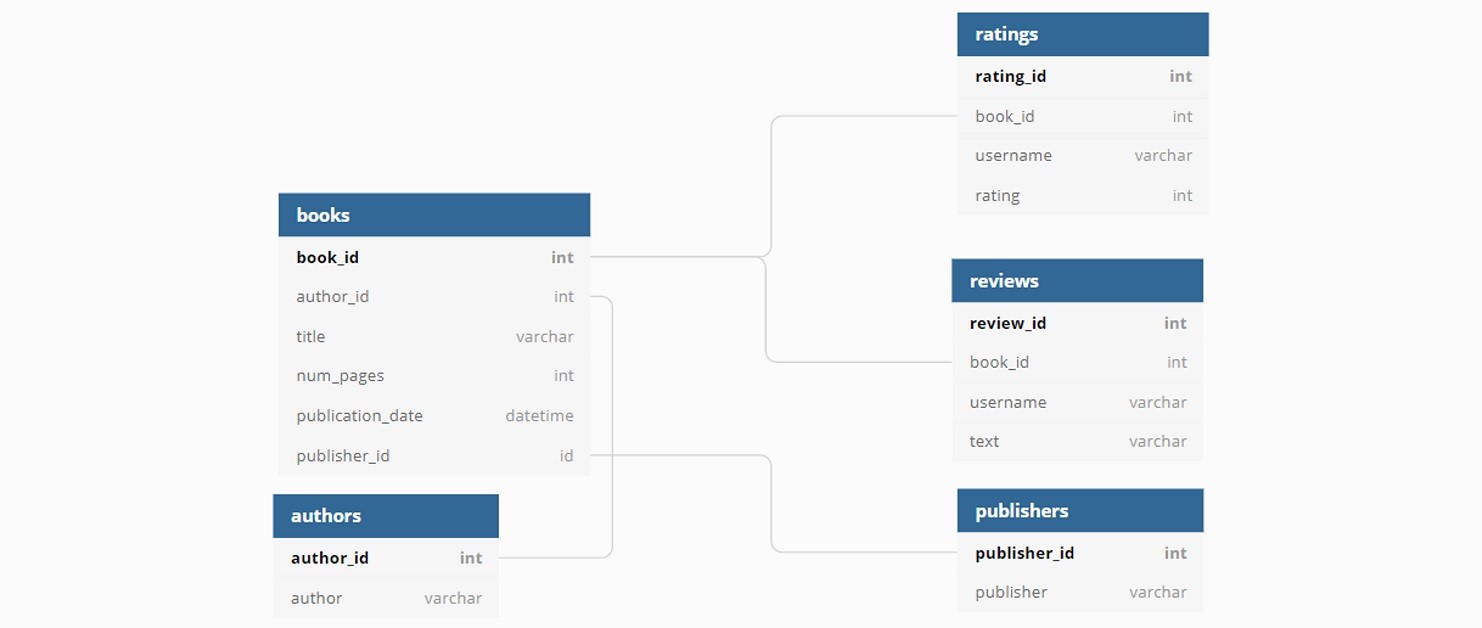 books
book_id int
author_id int
title varchar
num_pages int
publication_date datetime
publisher_id id
authors
author_id int
author varchar
ratings
rating_id int
book_id int
username varchar
rating int
reviews
review_id int
book_id int
username varchar
text varchar
publishers
publisher_id int
publisher varchar